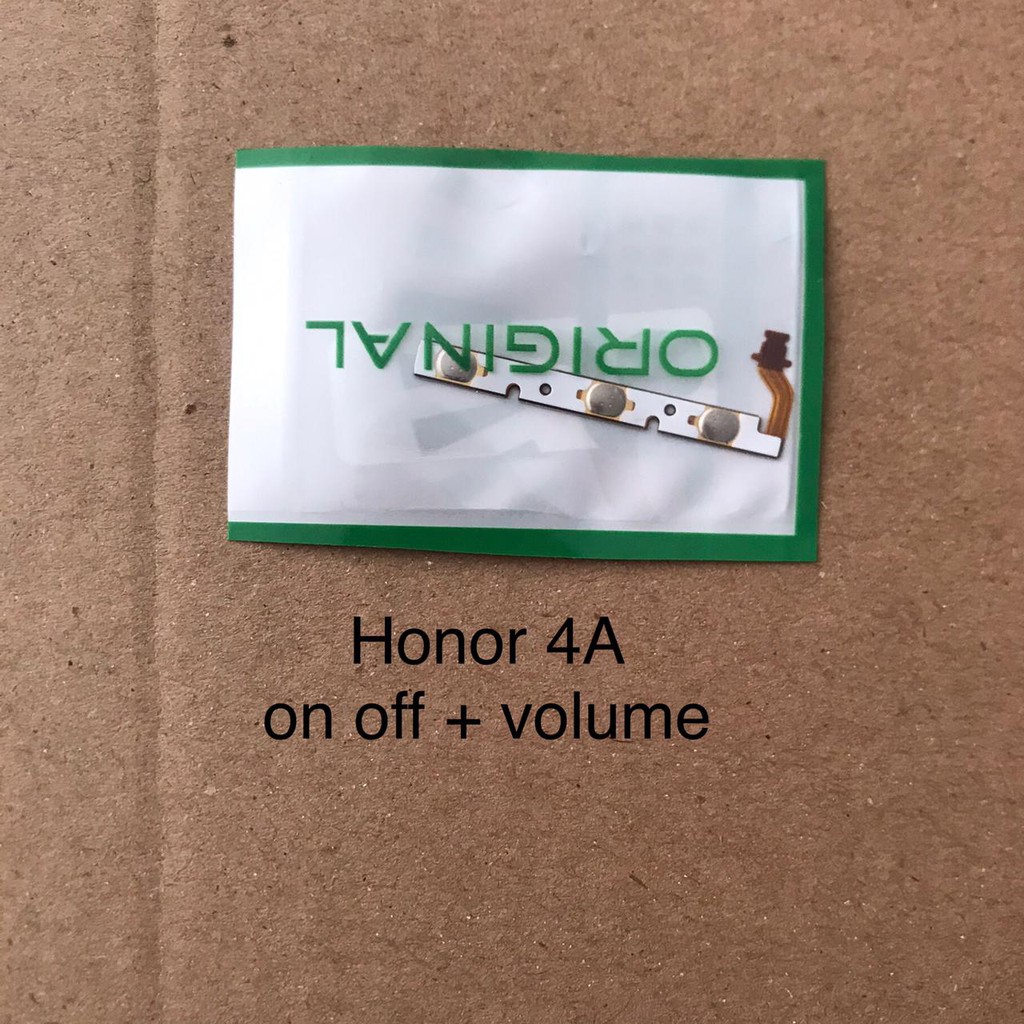 ORIGINAL
Honor 4A
on off + volume